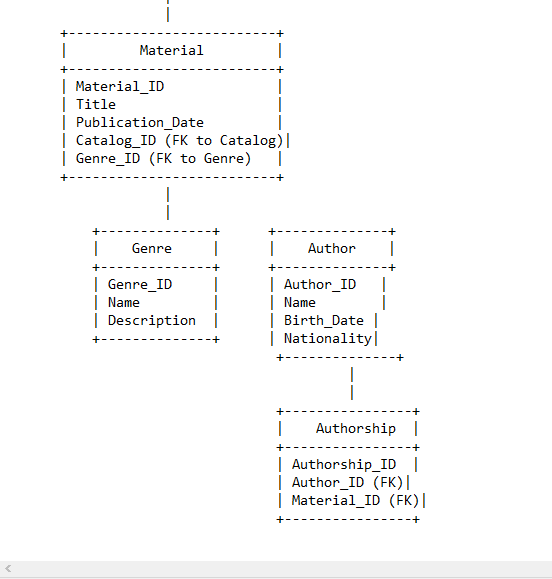 Material
Material_ID
Title
Publication_Date
Catalog_ID (FK to Catalog)
Genre_ID (FK to Genre)
Genre
Genre_ID
Name
Description
Author
Author_ID
Name
Birth_Date
Nationality
Authorship
Authorship_ID
Author_ID (FK)
Material_ID (FK)